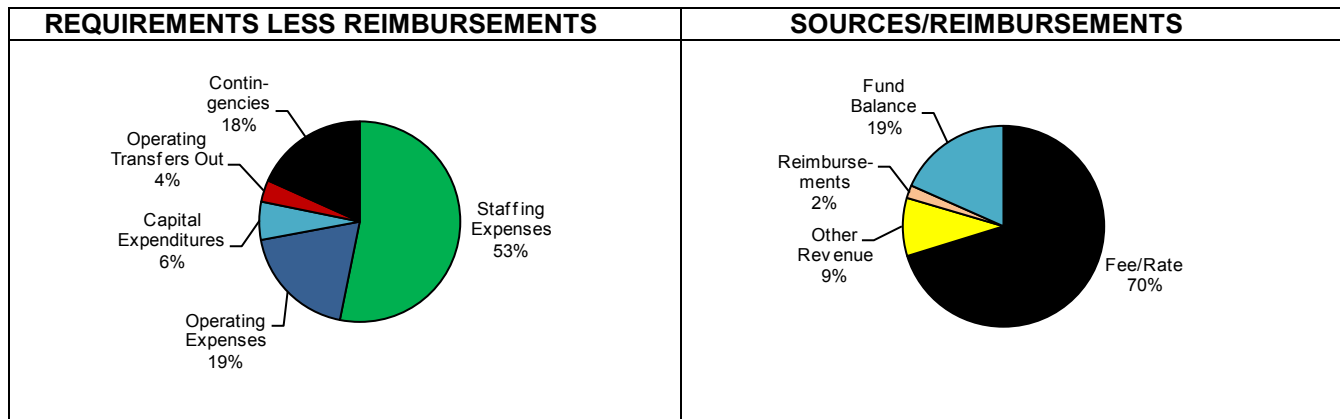 REQUIREMENTS LESS REIMBURSEMENTS
Contin-
gencies
18%
Operating
Transfers Out
4%
Capital
Expenditures
6%
Operating
Expenses
19%
Staffing
Expenses
53%
SOURCES/REIMBURSEMENTS
Fund
Balance
19%
Reimburse-
ments
2%
Other
Revenue
9%
Fee/Rate
70%